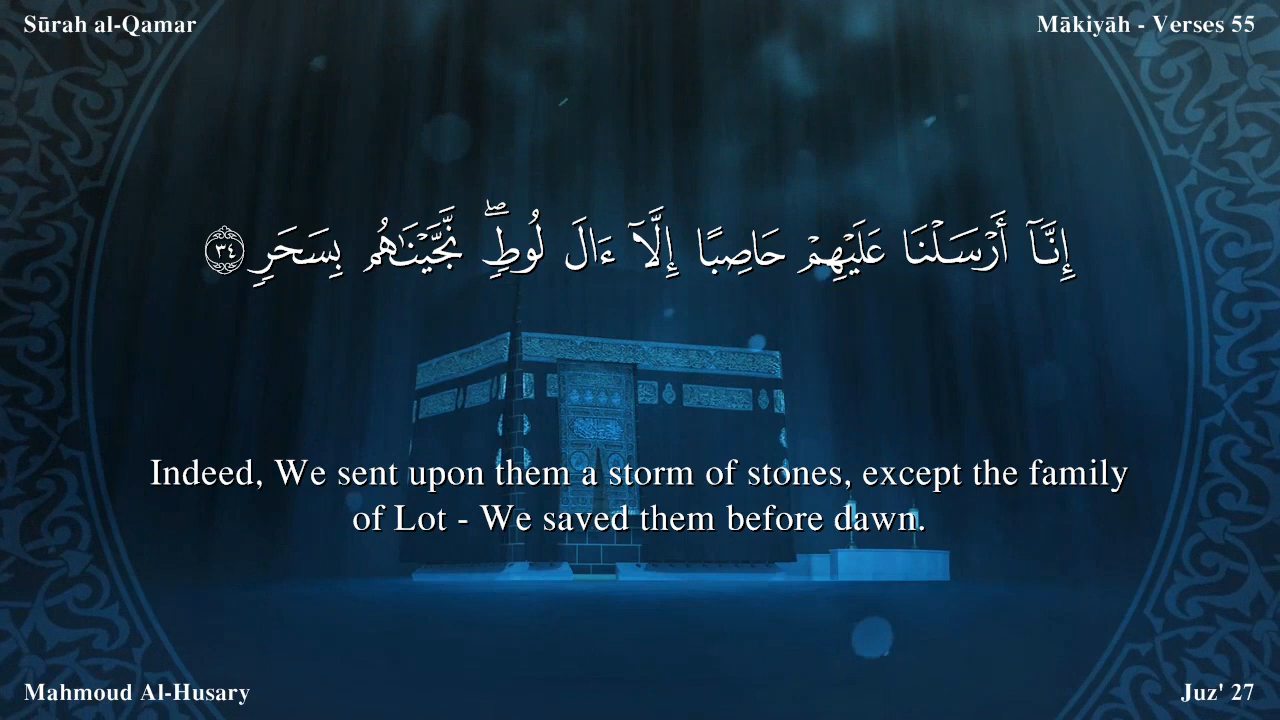 Sūrah al-Qamar
Mākiyāh - Verses 55
إِنَّآ أَرْسَلْنَا عَلَيْهِمْ حَاصِبًا إِلَّآ ءَالَ لُوطٍۖ نَّجَّيْنَـٰهُم بِسَحَرٍ ٣٤
Indeed, We sent upon them a storm of stones, except the family
of Lot - We saved them before dawn.
Mahmoud Al-Husary
Juz' 27